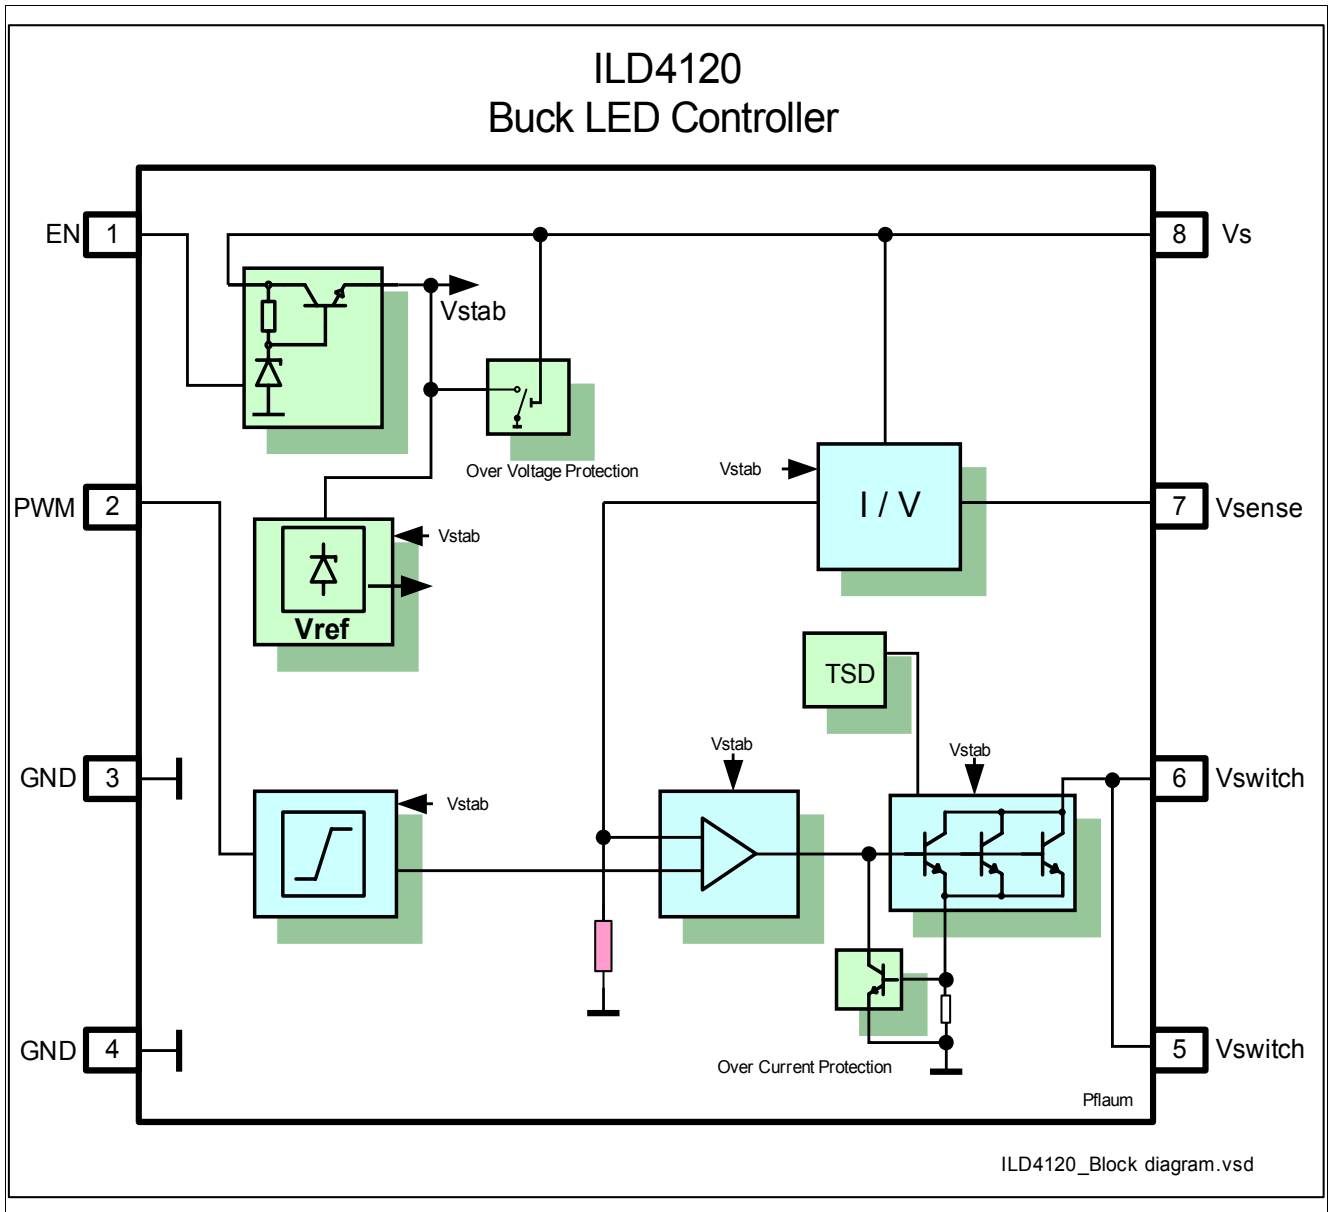 ILD4120
Buck LED Controller
EN 1
8 Vs
Vstab
Over Voltage Protection
Vstab
I / V
PWM 2
7 Vsense
Vstab
Vref
TSD
Vstab
Vstab
GND 3
6 Vswitch
Vstab
GND 4
5 Vswitch
Over Current Protection
Pflaum
ILD4120_Block diagram.vsd